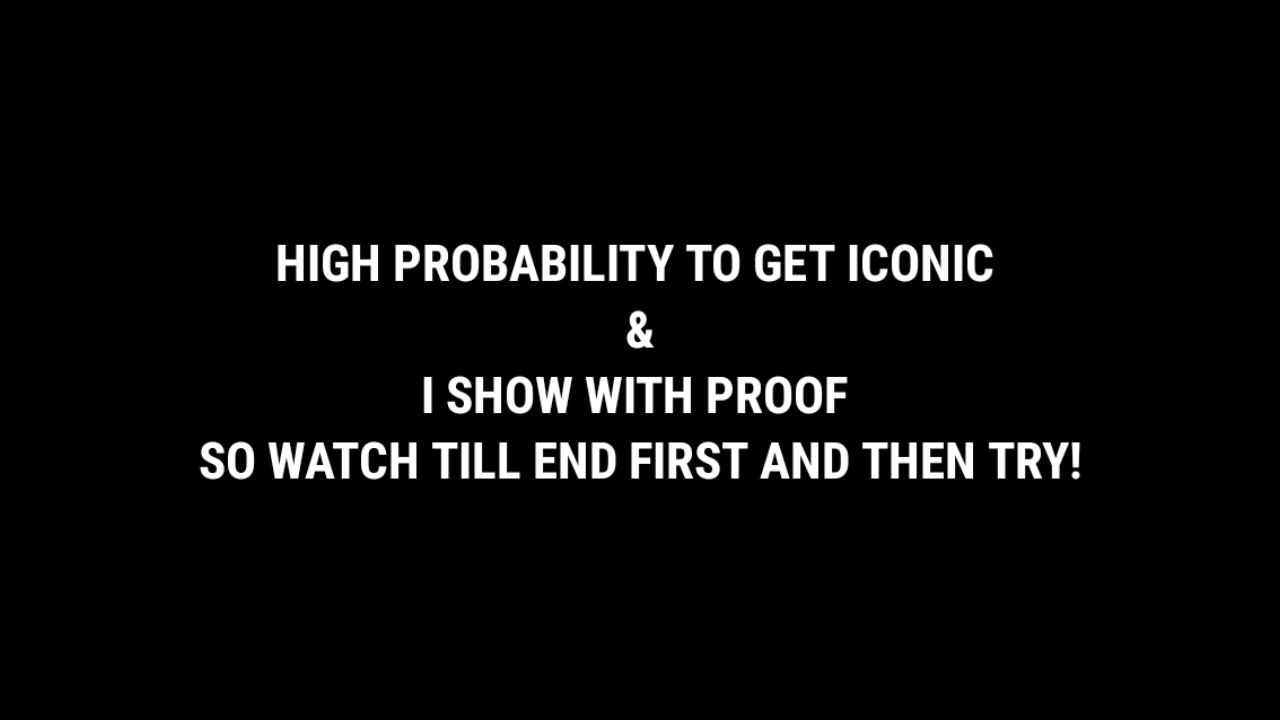 HIGH PROBABILITY TO GET ICONIC
&
I SHOW WITH PROOF
SO WATCH TILL END FIRST AND THEN TRY!